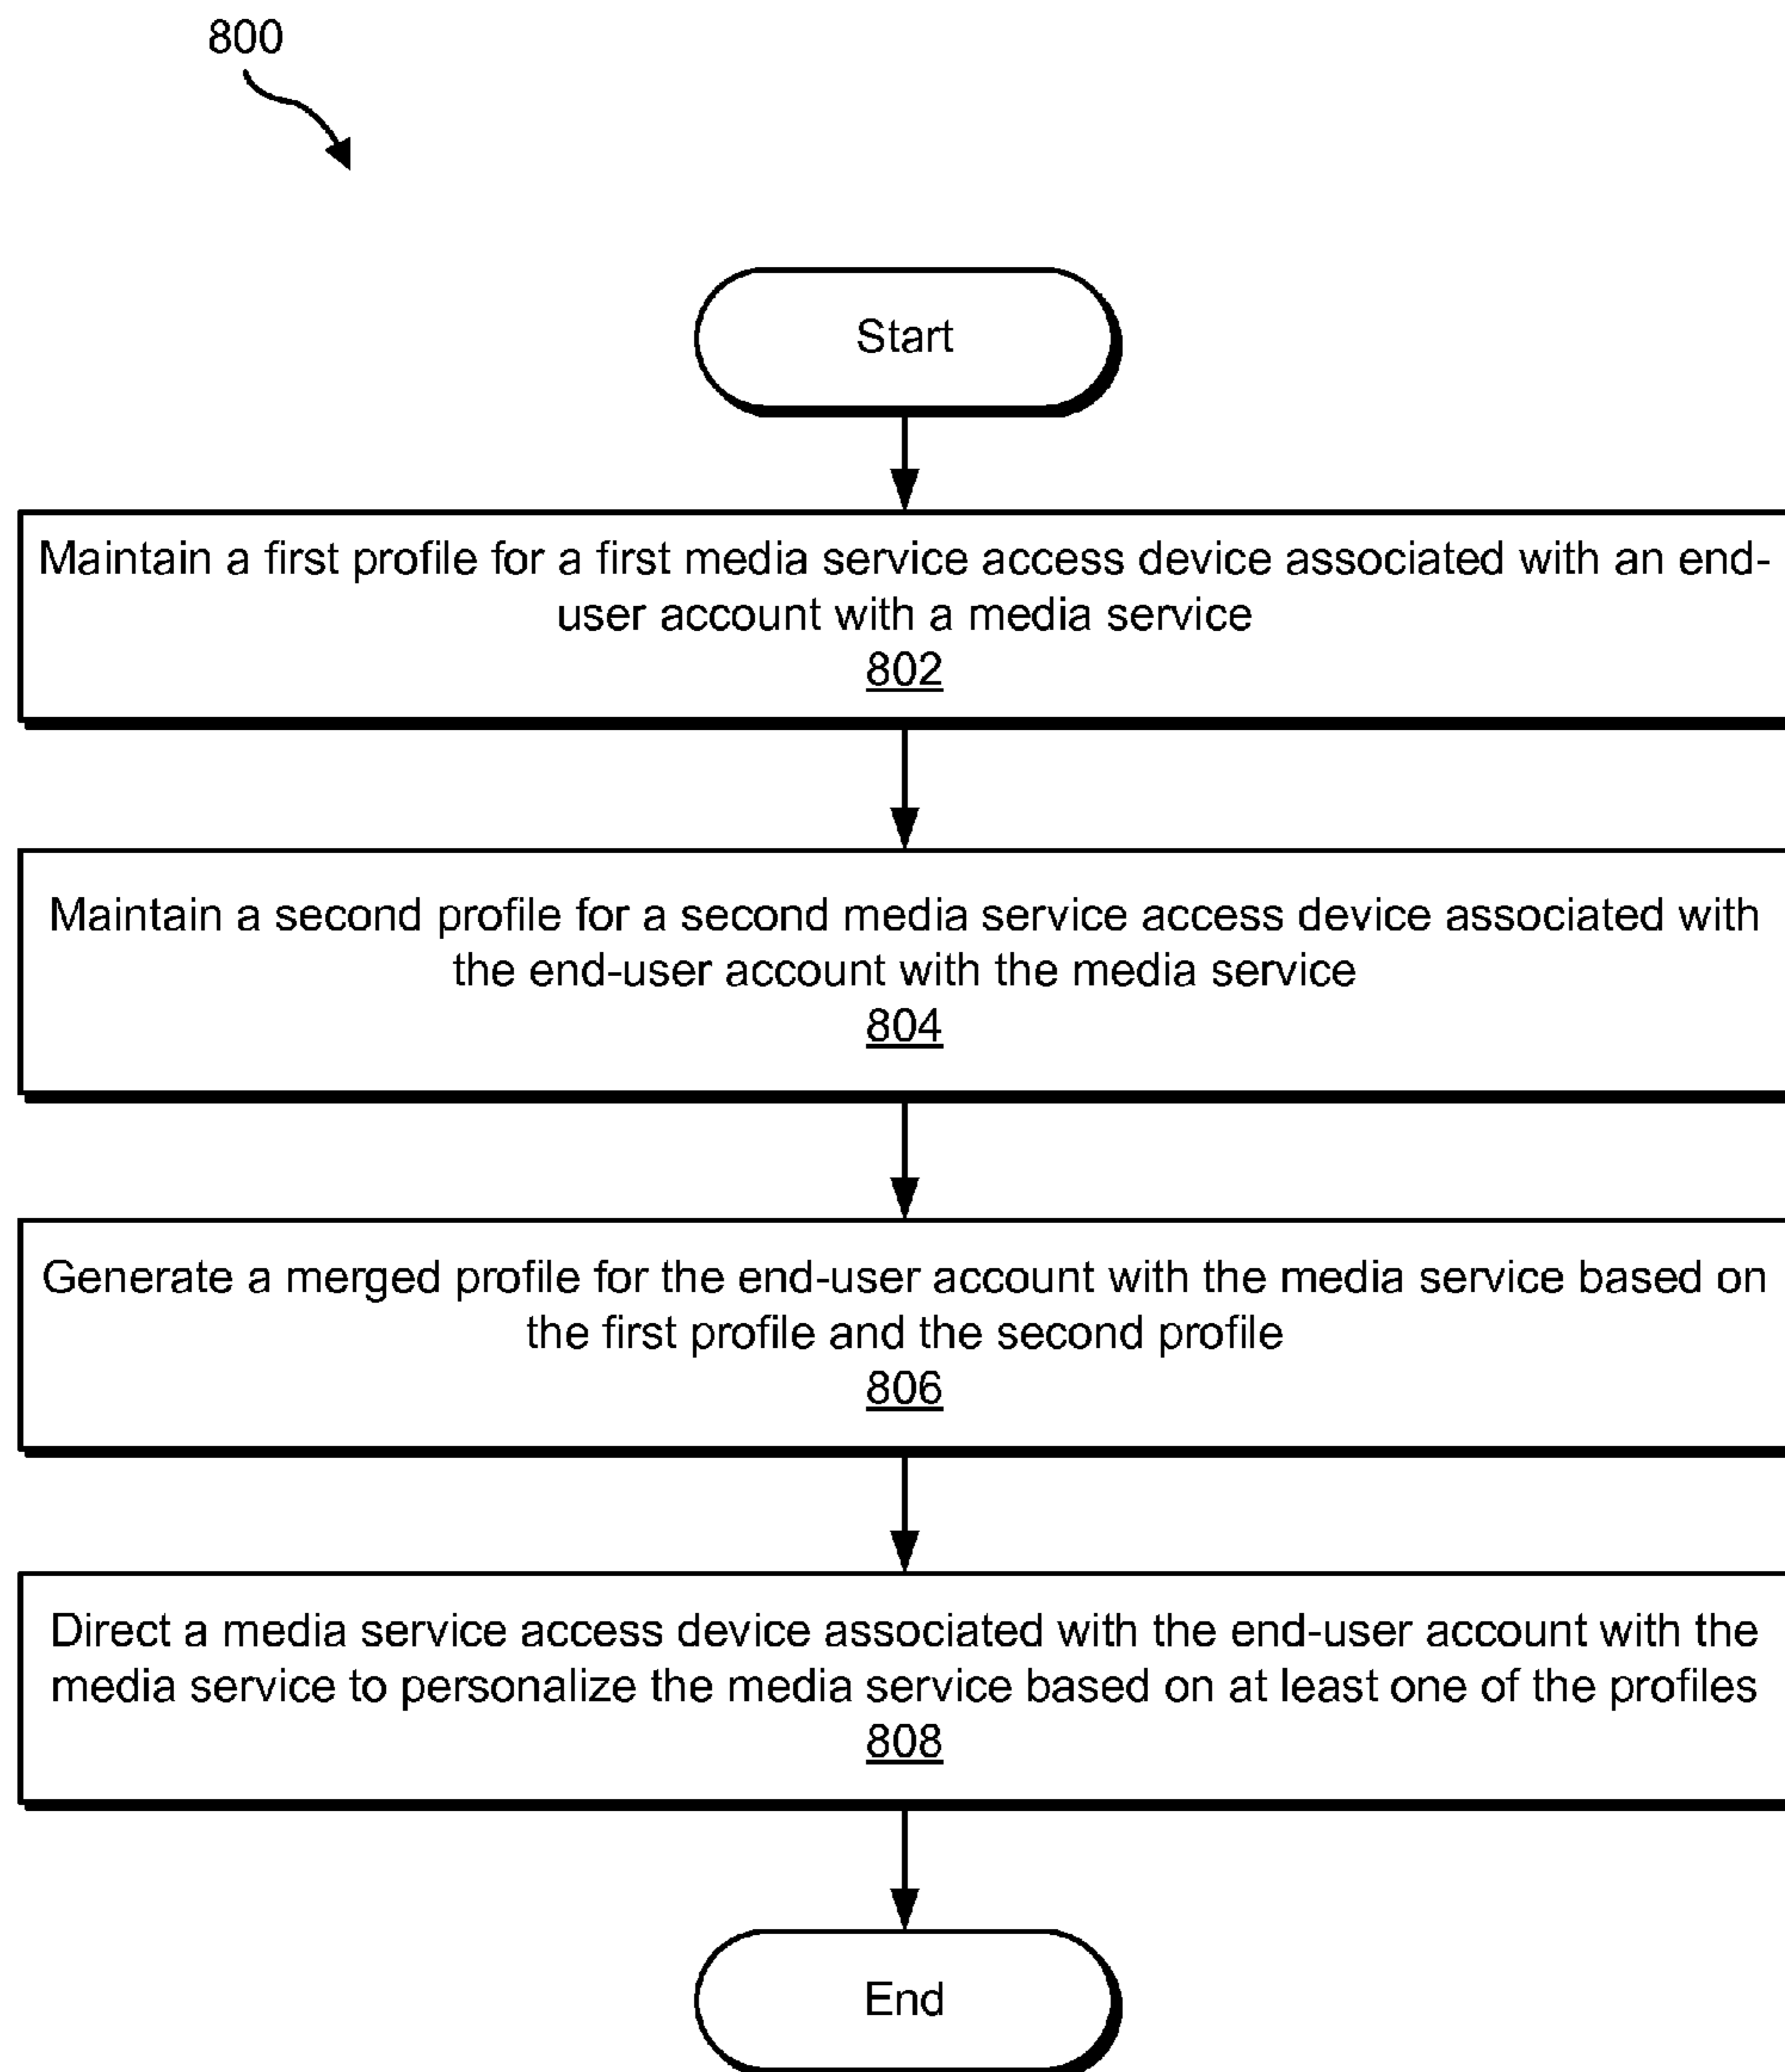 800
Start
Maintain a first profile for a first media service access device associated with an end-
user account with a media service
802
Maintain a second profile for a second media service access device associated with
the end-user account with the media service
804
Generate a merged profile for the end-user account with the media service based on
the first profile and the second profile
806
Direct a media service access device associated with the end-user account with the
media service to personalize the media service based on at least one of the profiles
808
End